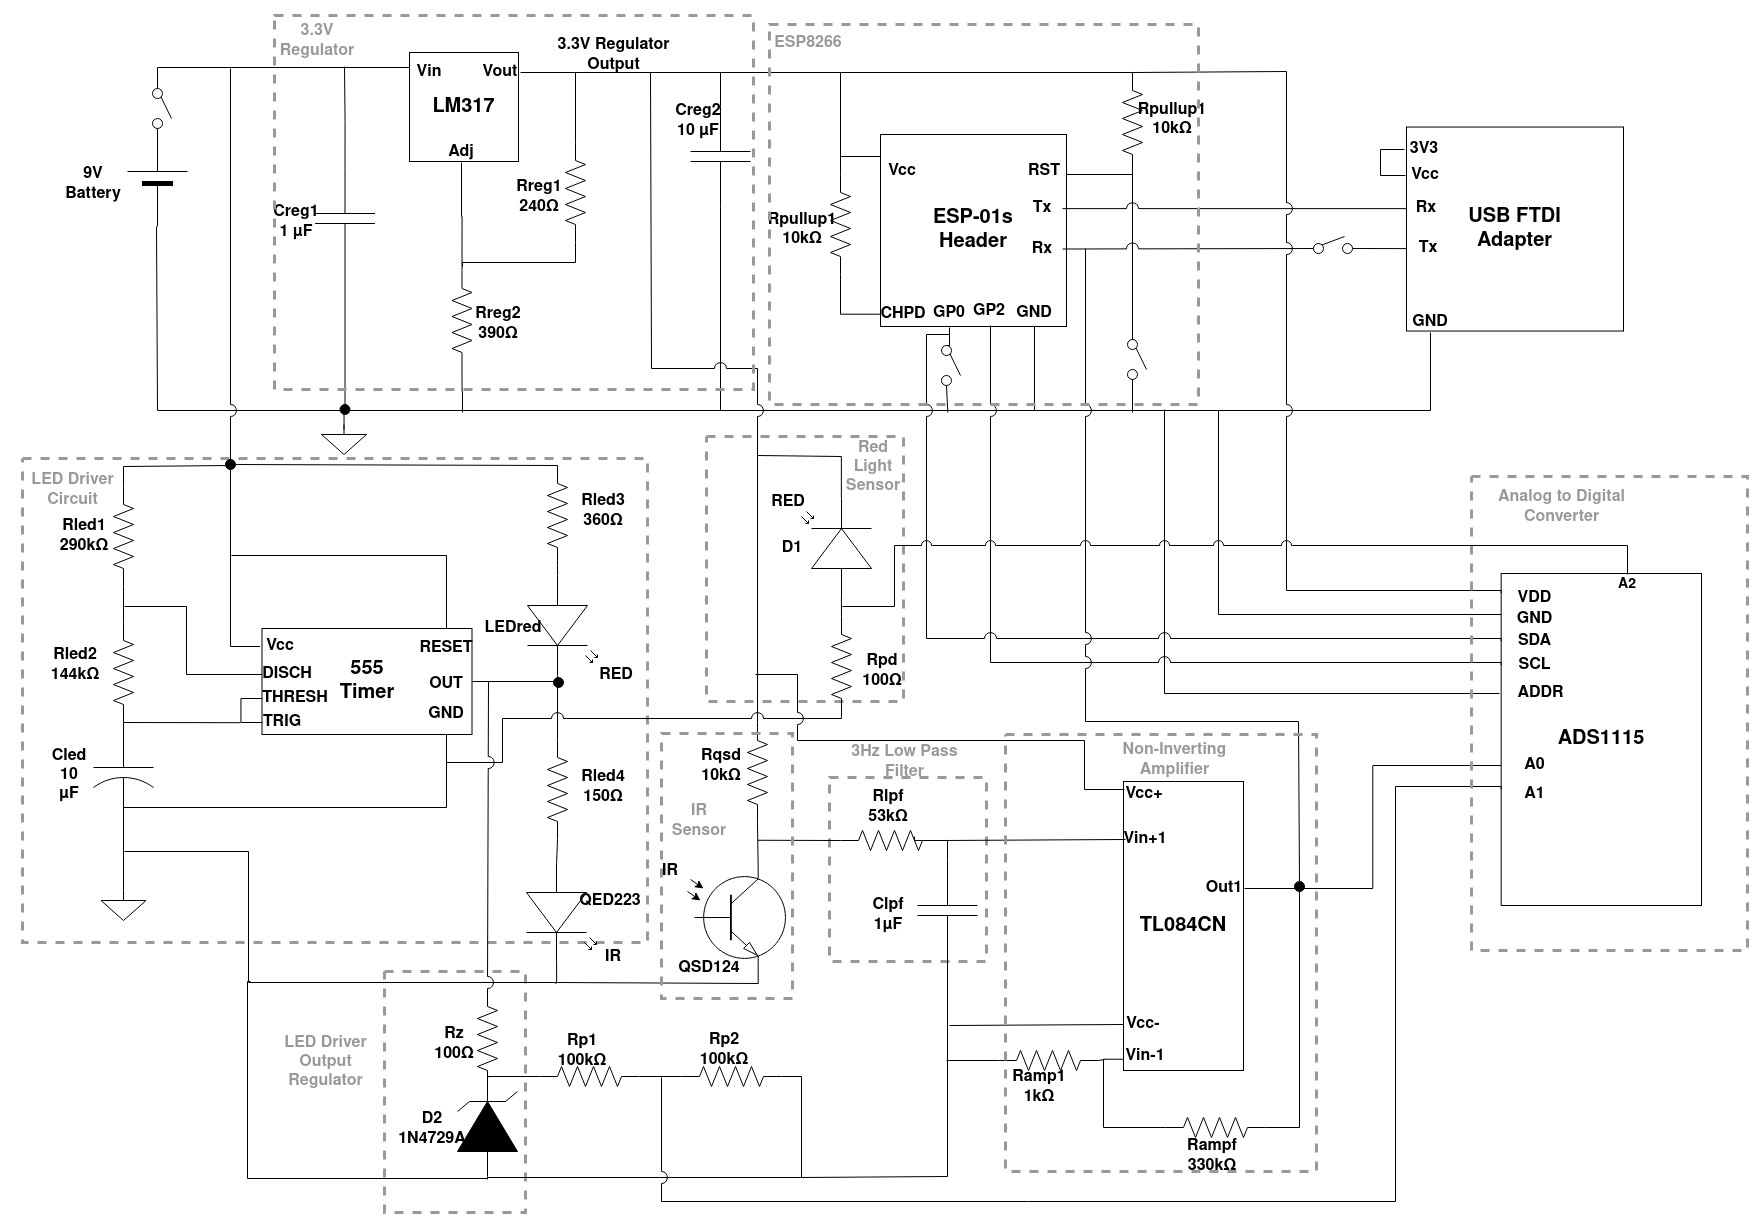 3.3V
Regulator
Vin
Vout
LM317
Adj
3.3V Regulator
Output
Creg2
10 µF
9V
Battery
Creg1
1 µF
Rreg1
240Ω
Rreg2
390Ω
ESP8266
Rpullup1
10kΩ
Vcc
RST
Tx
Rx
ESP-01s
Header
CHPD
GP0
GP2
GND
Rpullup1
10kΩ
3V3
Vcc
Rx
Tx
USB FTDI
Adapter
GND
LED Driver
Circuit
Rled1
290kΩ
Rled2
144kΩ
Cled
10
µF
Vcc
DISCH
THRESH
TRIG
555
Timer
RESET
OUT
GND
Rled3
360Ω
LEDred
RED
Rled4
150Ω
QED223
IR
Red
Light
Sensor
RED
D1
Rpd
100Ω
Rqsd
10kΩ
IR
Sensor
IR
QSD124
3Hz Low Pass
Filter
Rlpf
53kΩ
Clpf
1µF
Non-Inverting
Amplifier
Vcc+
Vin+1
Out1
TL084CN
Vcc-
Vin-1
Ramp1
1kΩ
Rampf
330kΩ
Analog to Digital
Converter
A2
VDD
GND
SDA
SCL
ADDR
ADS1115
A0
A1
LED Driver
Output
Regulator
Rz
100Ω
D2
1N4729A
Rp1
100kΩ
Rp2
100kΩ